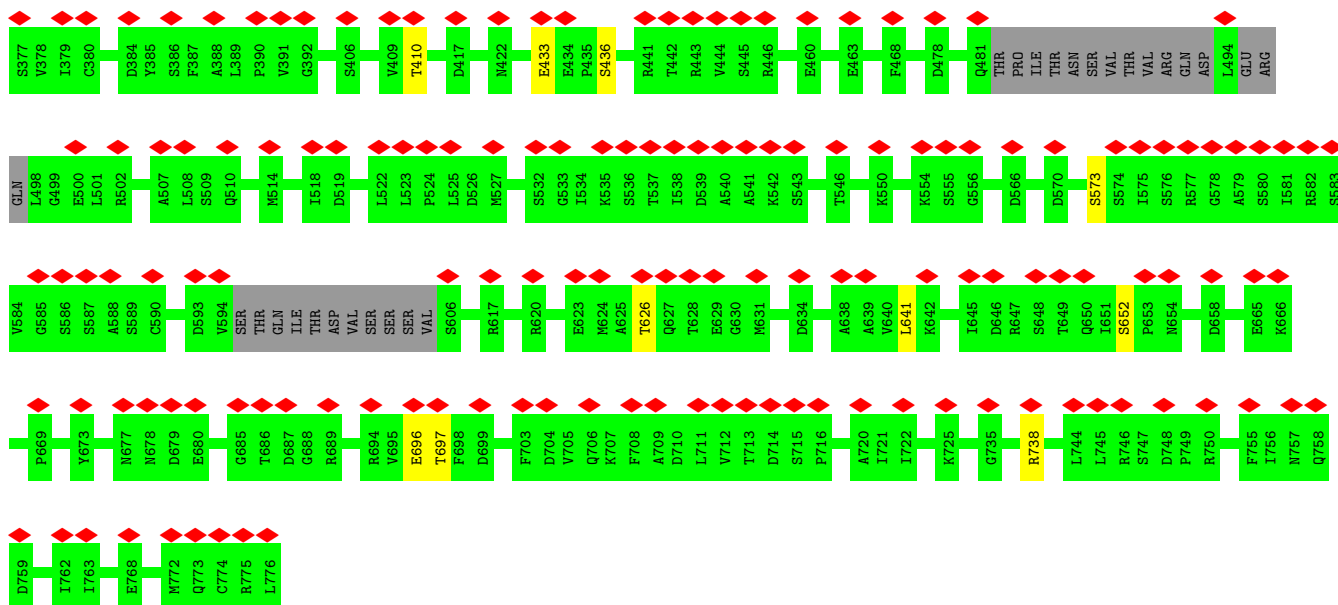 S377 V378 I379 C380 D384 Y385 S386 F387 A388 L389 P390 V391 G392 S406 V409 T410 D417 N422 E433 E434 P435 S436 R441 T442 R443 V444 S445 R446 E460 E463 F468 D478 Q481 THR PRO ILE THR ASN SER VAL THR VAL ARG GLN ASP L494 GLU ARG
GLN L498 G499 E500 L501 R502 A507 L508 S509 Q510 M514 I518 D519 L522 L523 P524 L525 D526 M527 S532 G533 I534 K535 S536 T537 I538 D539 A540 A541 K542 S543 T546 K550 K554 S555 G556 D566 D570 S573 S574 I575 S576 R577 G578 A579 S580 I581 R582 S583
V584 G585 S586 S587 A588 S589 C590 D593 V594 SER THR GLN ILE THR ASP VAL SER SER SER VAL S606 R617 R620 E623 M624 A625 T626 Q627 T628 E629 G630 M631 D634 A638 A639 V640 L641 K642 I645 D646 R647 S648 T649 Q650 I651 S652 P653 N654 D658 E665 K666
P669 Y673 N677 N678 D679 E680 G685 T686 D687 G688 R689 R694 V695 E696 T697 F698 D699 F703 D704 V705 Q706 K707 F708 A709 D710 L711 V712 T713 D714 S715 P716 A720 I721 I722 K725 G735 R738 L744 L745 R746 S747 D748 P749 R750 F755 I756 N757 Q758
D759 I762 I763 E768 M772 Q773 C774 R775 L776